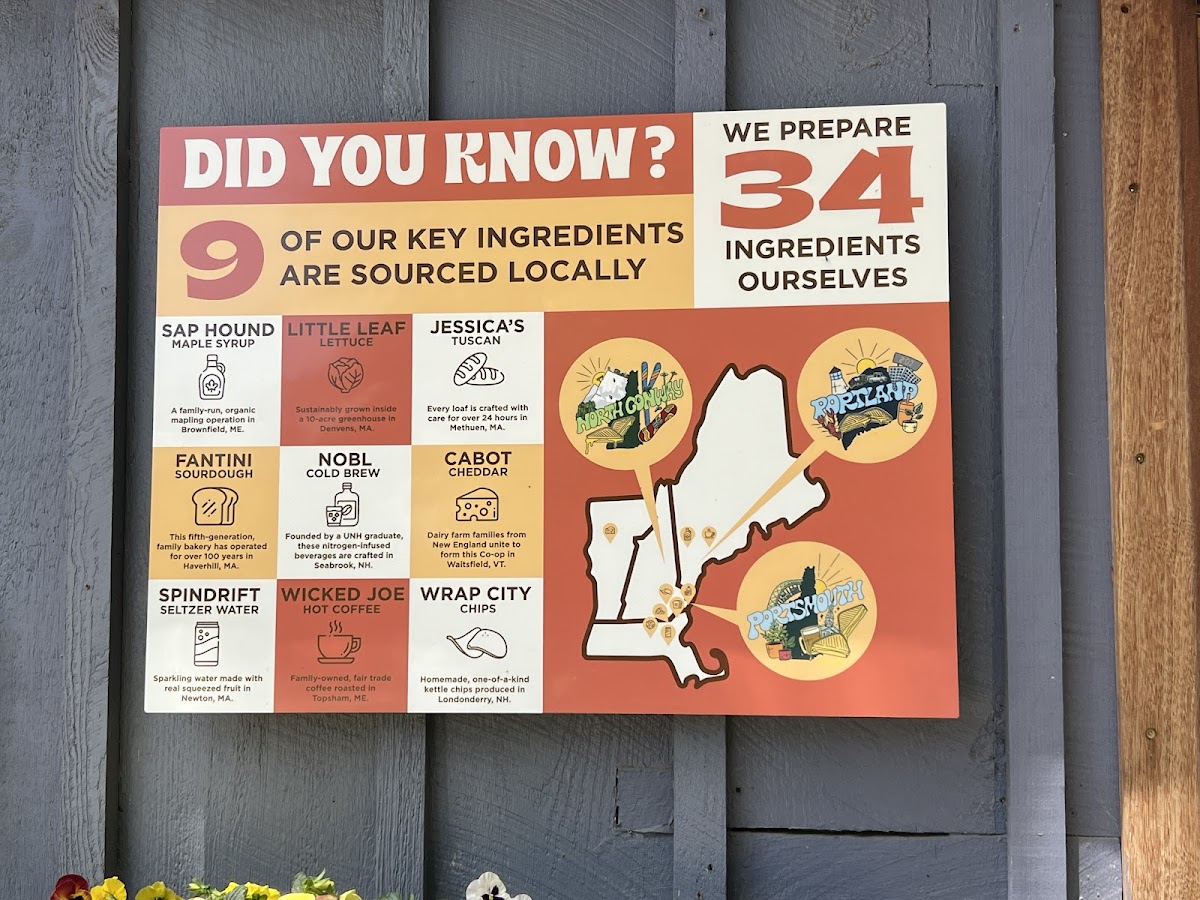 DID YOU KNOW?
9
OF OUR KEY INGREDIENTS
ARE SOURCED LOCALLY
WE PREPARE
34
INGREDIENTS
OURSELVES
SAP HOUND
MAPLE SYRUP
A family-run, organic
mapling operation in
Brownfield, ME.
LITTLE LEAF
LETTUCE
Sustainably grown inside
a 10-acre greenhouse in
Denvens, MA.
JESSICA'S
TUSCAN
Every loaf is crafted with
care for over 24 hours in
Methuen, MA.
FANTINI
SOURDOUGH
This fifth-generation,
family bakery has operated
for over 100 years in
Haverhill, MA.
NOBL
COLD BREW
Founded by a UNH graduate,
these nitrogen-infused
beverages are crafted in
Seabrook, NH.
CABOT
CHEDDAR
Dairy farm families from
New England unite to
form this Co-op in
Waitsfield, VT.
SPINDRIFT
SELTZER WATER
Sparkling water made with
real squeezed fruit in
Newton, MA.
WICKED JOE
HOT COFFEE
Family-owned, fair trade
coffee roasted in
Topsham, ME.
WRAP CITY
CHIPS
Homemade, one-of-a-kind
kettle chips produced in
Londonderry, NH.
NORTH CONWAY
PORTLAND
PORTSMOUTH